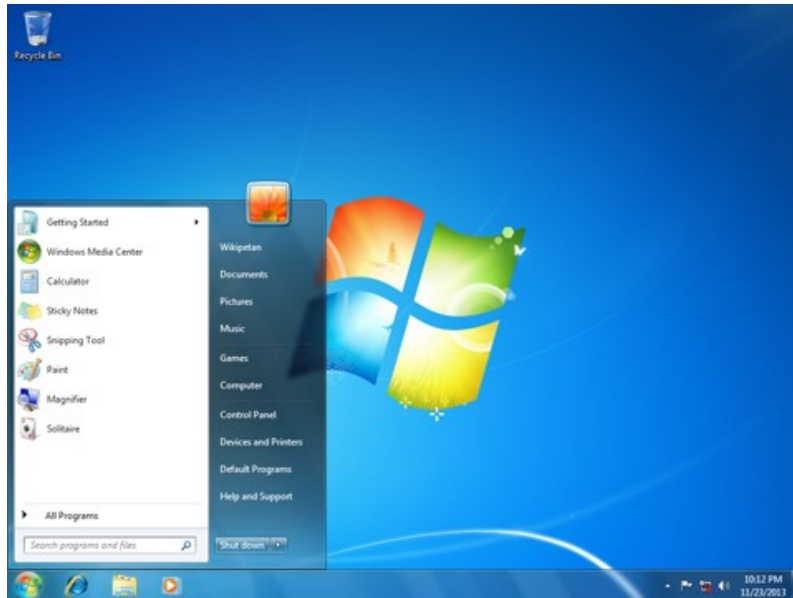 Recycle Bin
Getting Started
Windows Media Center
Calculator
Sticky Notes
Snipping Tool
Paint
Magnifier
Solitaire
All Programs
Search programs and files
Wikipetan
Documents
Pictures
Music
Games
Computer
Control Panel
Devices and Printers
Default Programs
Help and Support
Shut down
10:12 PM
11/23/2013